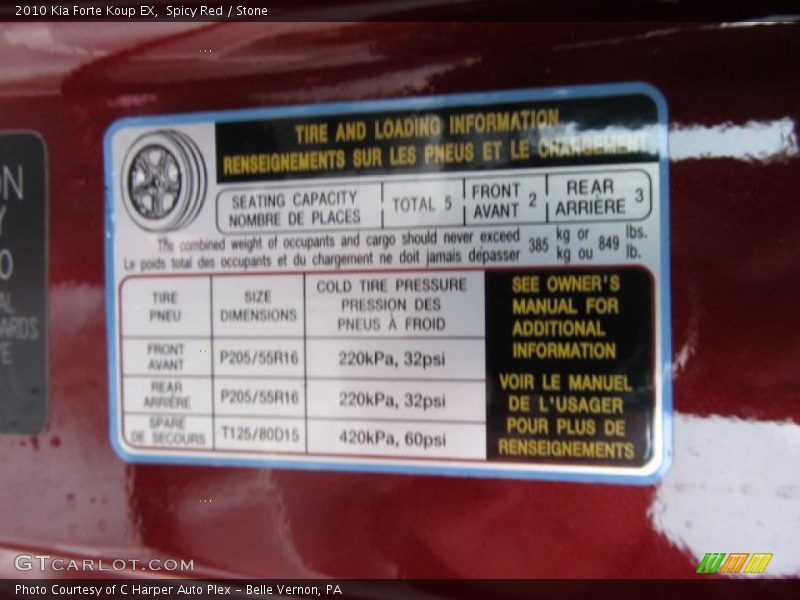 2010 Kia Forte Koup EX,  Spicy Red / Stone
TIRE AND LOADING INFORMATION
RENSEIGNEMENTS SUR LES PNEUS ET LE CHARGEMENT
SEATING CAPACITY
NOMBRE DE PLACES
TOTAL 5
FRONT
AVANT 2
REAR
ARRIÈRE 3
The combined weight of occupants and cargo should never exceed 385 kg or 849 lbs.
Le poids total des occupants et du chargement ne doit jamais dépasser kg ou lb.
TIRE
PNEU
SIZE
DIMENSIONS
COLD TIRE PRESSURE
PRESSION DES
PNEUS À FROID
FRONT
AVANT
P205/55R16
220kPa, 32psi
REAR
ARRIÈRE
P205/55R16
220kPa, 32psi
SPARE
DE SECOURS
T125/80D15
420kPa, 60psi
SEE OWNER'S
MANUAL FOR
ADDITIONAL
INFORMATION
VOIR LE MANUEL
DE L'USAGER
POUR PLUS DE
RENSEIGNEMENTS
GTCARLOT.COM
Photo Courtesy of C Harper Auto Plex - Belle Vernon, PA